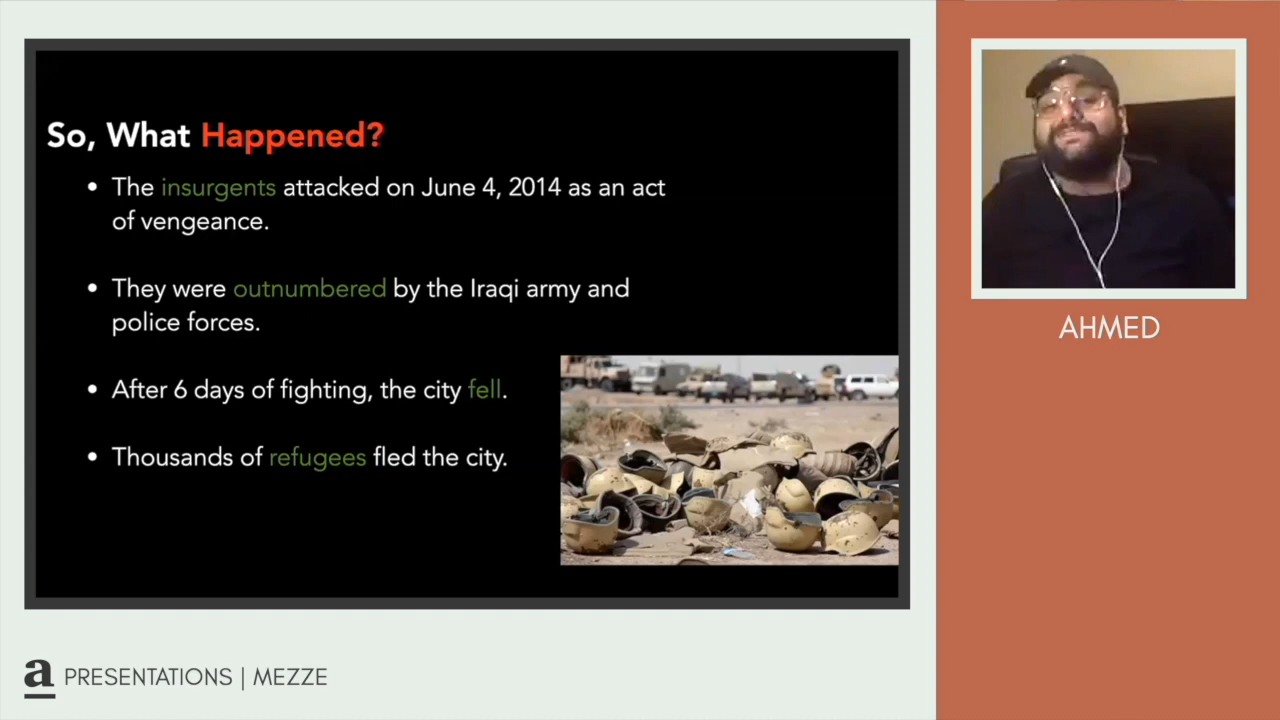 So, What Happened?
• The insurgents attacked on June 4, 2014 as an act
of vengeance.
• They were outnumbered by the Iraqi army and
police forces.
• After 6 days of fighting, the city fell.
• Thousands of refugees fled the city.
AHMED
a PRESENTATIONS | MEZZE